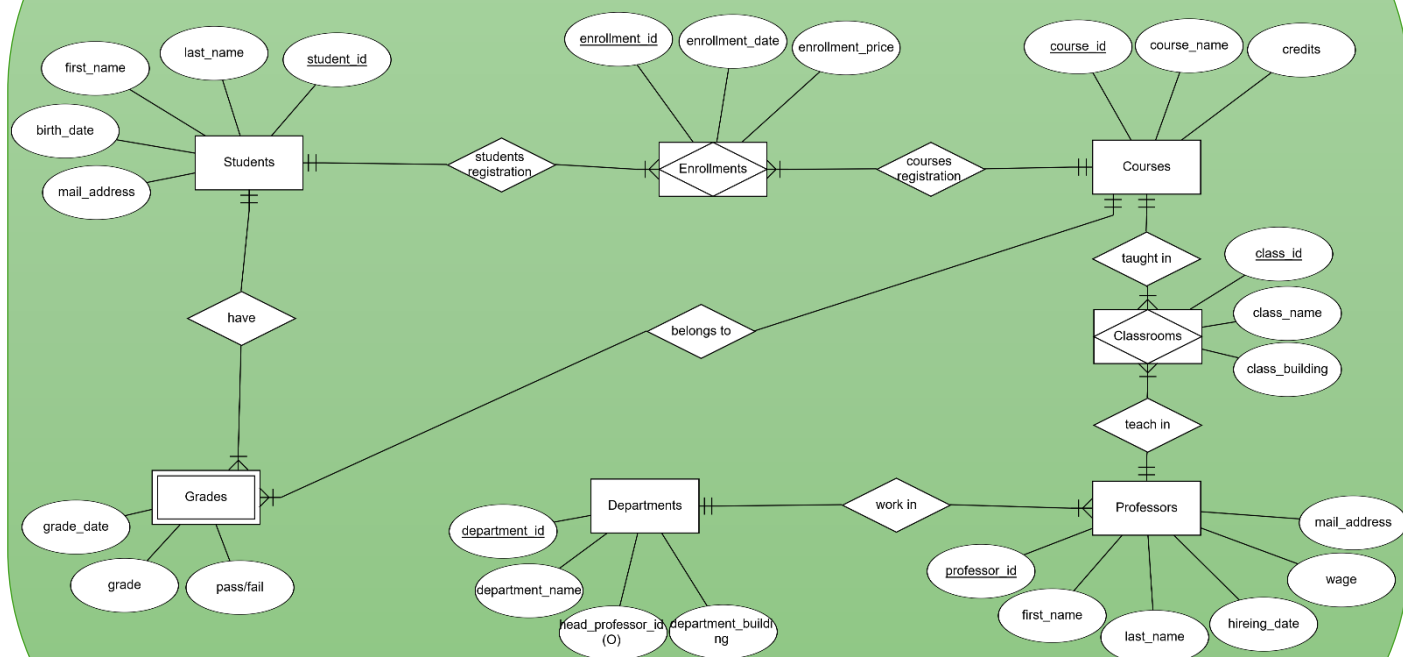 enrollment_id
enrollment_date
enrollment_price
course_id
course_name
credits
last_name
first_name
student_id
birth_date
mail_address
Students
students
registration
Enrollments
courses
registration
Courses
have
belongs to
taught in
class_id
class_name
class_building
Classrooms
teach in
Grades
grade_date
grade
pass/fail
Departments
department_id
department_name
head_professor_id
(O)
department_buildi
ng
work in
Professors
professor_id
first_name
last_name
hireing_date
wage
mail_address